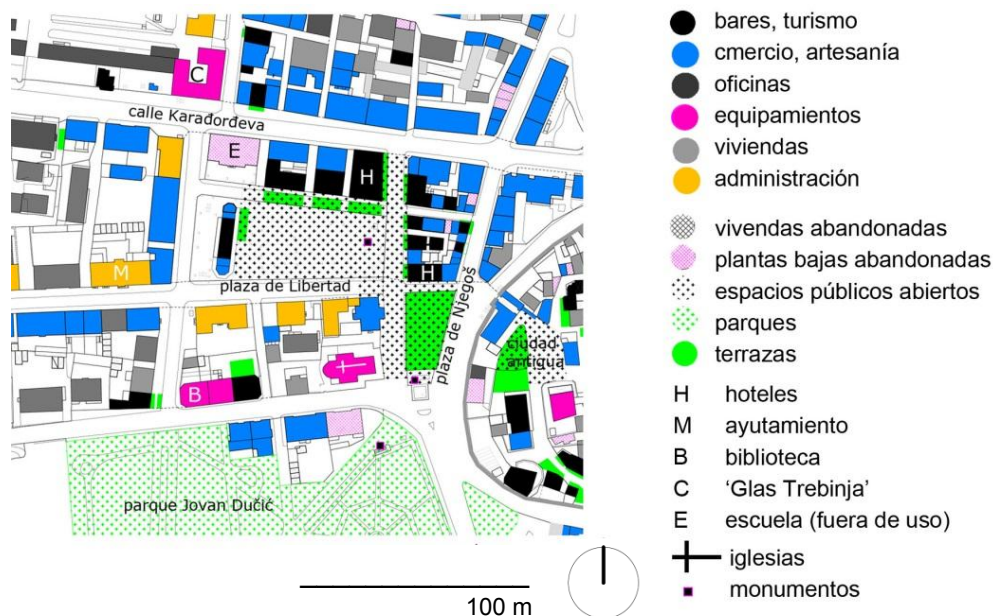 C
calle Karađorđeva
E
H
H
H
M
plaza de Libertad
plaza de Njegoš
ciudad
antigua
B
parque Jovan Dučić
100 m
bares, turismo
cmercio, artesanía
oficinas
equipamientos
viviendas
administración
vivendas abandonadas
plantas bajas abandonadas
espacios públicos abiertos
parques
terrazas
H hoteles
M ayutamiento
B biblioteca
C 'Glas Trebinja'
E escuela (fuera de uso)
iglesias
monumentos